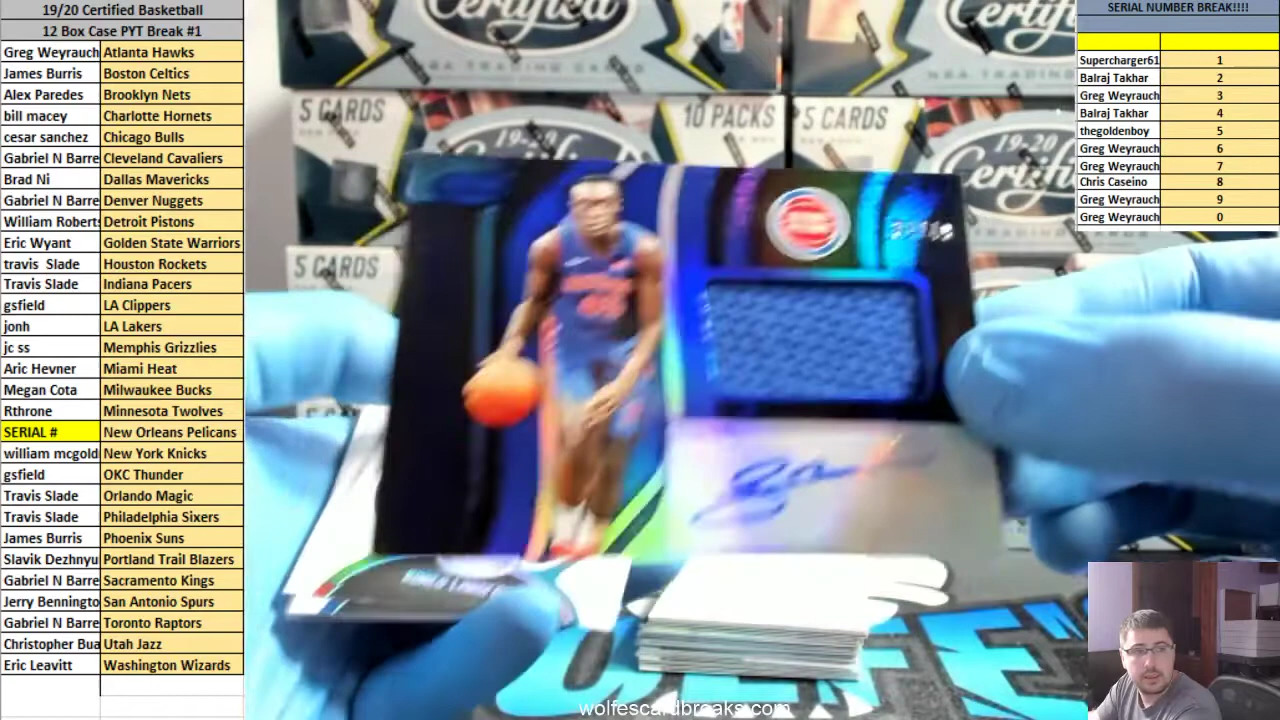 19/20 Certified Basketball
12 Box Case PYT Break #1
Greg Weyrauch Atlanta Hawks
James Burris Boston Celtics
Alex Paredes Brooklyn Nets
bill macey Charlotte Hornets
cesar sanchez Chicago Bulls
Gabriel N Barre Cleveland Cavaliers
Brad Ni Dallas Mavericks
Gabriel N Barre Denver Nuggets
William Roberts Detroit Pistons
Eric Wyant Golden State Warriors
travis Slade Houston Rockets
Travis Slade Indiana Pacers
gsfield LA Clippers
jonh LA Lakers
jc ss Memphis Grizzlies
Aric Hevner Miami Heat
Megan Cota Milwaukee Bucks
Rthrone Minnesota Twolves
SERIAL # New Orleans Pelicans
william mcgold New York Knicks
gsfield OKC Thunder
Travis Slade Orlando Magic
Travis Slade Philadelphia Sixers
James Burris Phoenix Suns
Slavik Dezhnyu Portland Trail Blazers
Gabriel N Barre Sacramento Kings
Jerry Benningto San Antonio Spurs
Gabriel N Barre Toronto Raptors
Christopher Bua Utah Jazz
Eric Leavitt Washington Wizards
Certified
NBA TRADING CARDS
5 CARDS
19-20
10 PACKS
5 CARDS
19-20
Certified
5 CARDS
wolfescardbreaks.com
SERIAL NUMBER BREAK!!!!
Supercharger61 1
Balraj Takhar 2
Greg Weyrauch 3
Balraj Takhar 4
thegoldenboy 5
Greg Weyrauch 6
Greg Weyrauch 7
Chris Caseino 8
Greg Weyrauch 9
Greg Weyrauch 0